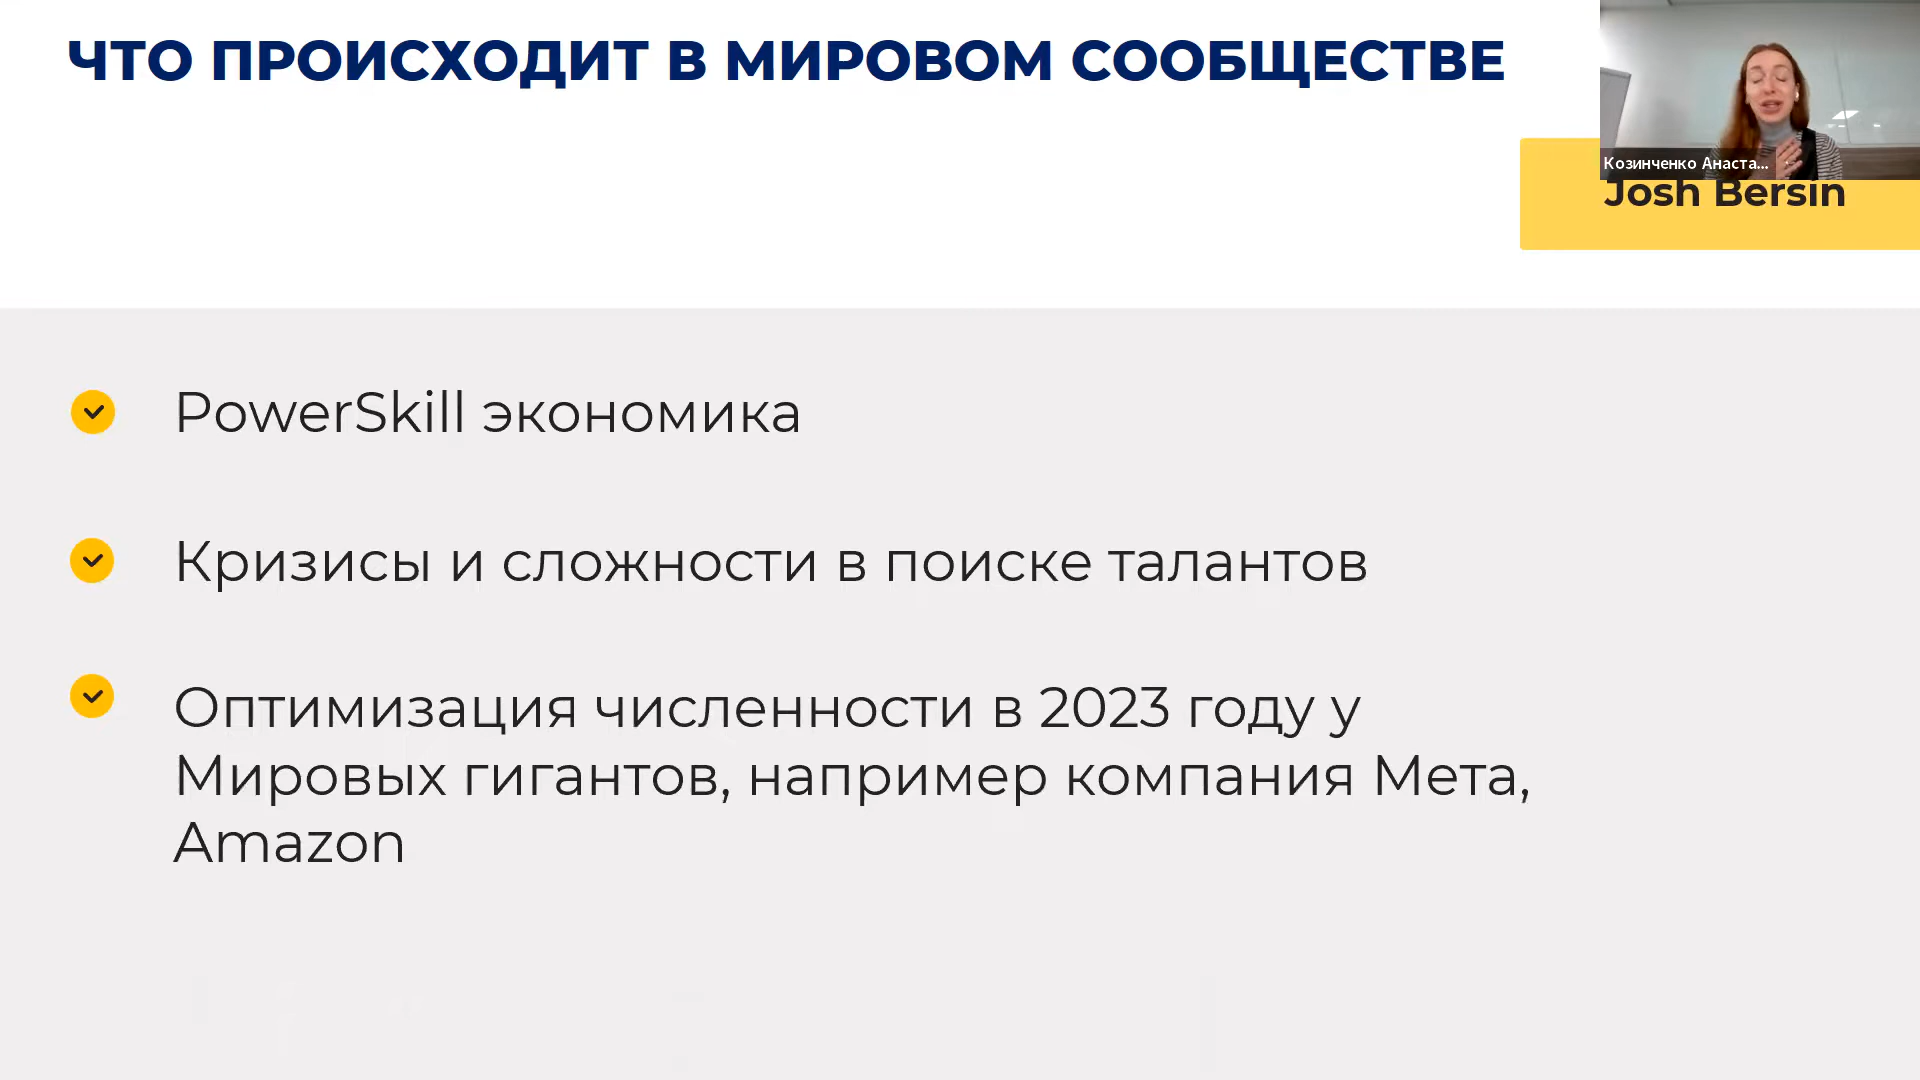 ЧТО ПРОИСХОДИТ В МИРОВОМ СООБЩЕСТВЕ
Козинченко Анаста...
Josh Bersin
PowerSkill экономика
Кризисы и сложности в поиске талантов
Оптимизация численности в 2023 году у
Мировых гигантов, например компания Мета,
Amazon